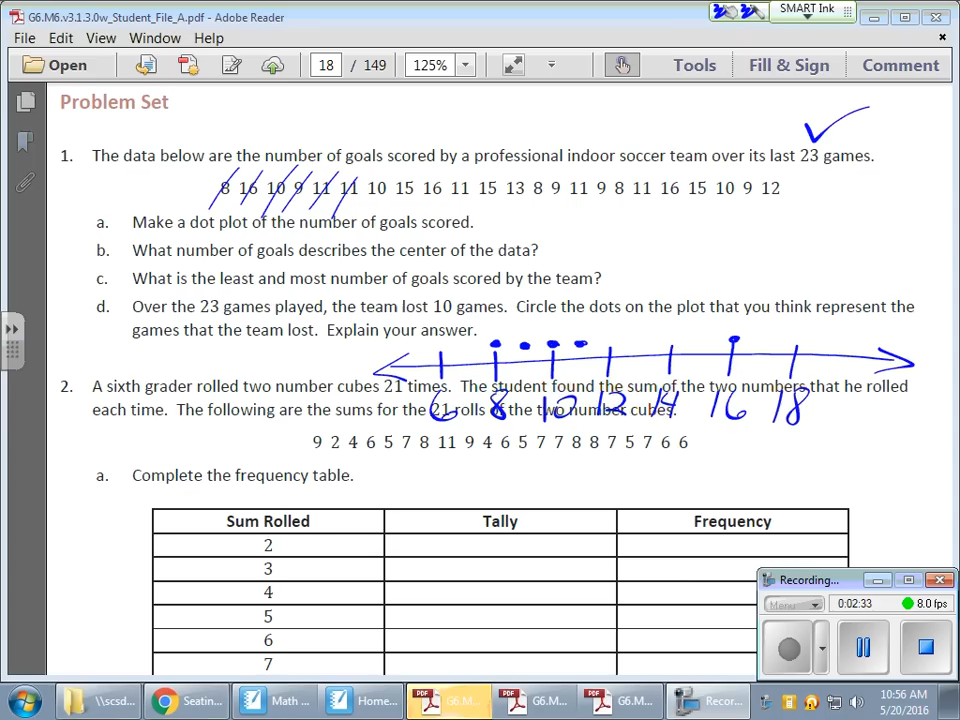 G6.M6.v3.1.3.0w_Student_File_A.pdf - Adobe Reader
SMART Ink
File Edit View Window Help
Open 18 / 149 125% Tools Fill & Sign Comment
Problem Set
1. The data below are the number of goals scored by a professional indoor soccer team over its last 23 games.
8 16 10 9 11 11 10 15 16 11 15 13 8 9 11 9 8 11 16 15 10 9 12
a. Make a dot plot of the number of goals scored.
b. What number of goals describes the center of the data?
c. What is the least and most number of goals scored by the team?
d. Over the 23 games played, the team lost 10 games. Circle the dots on the plot that you think represent the
games that the team lost. Explain your answer.
2. A sixth grader rolled two number cubes 21 times. The student found the sum of the two numbers that he rolled
each time. The following are the sums for the 21 rolls of the two number cubes.
6 8 10 12 14 16 18
9 2 4 6 5 7 8 11 9 4 6 5 7 7 8 8 7 5 7 6 6
a. Complete the frequency table.
Sum Rolled Tally Frequency
2
3
4
5
6
7
Recording...
Menu 0:02:33 8.0 fps
\\scsd... Seatin... Math ... Home... G6.M... G6.M... G6.M... Recor... 10:56 AM
5/20/2016